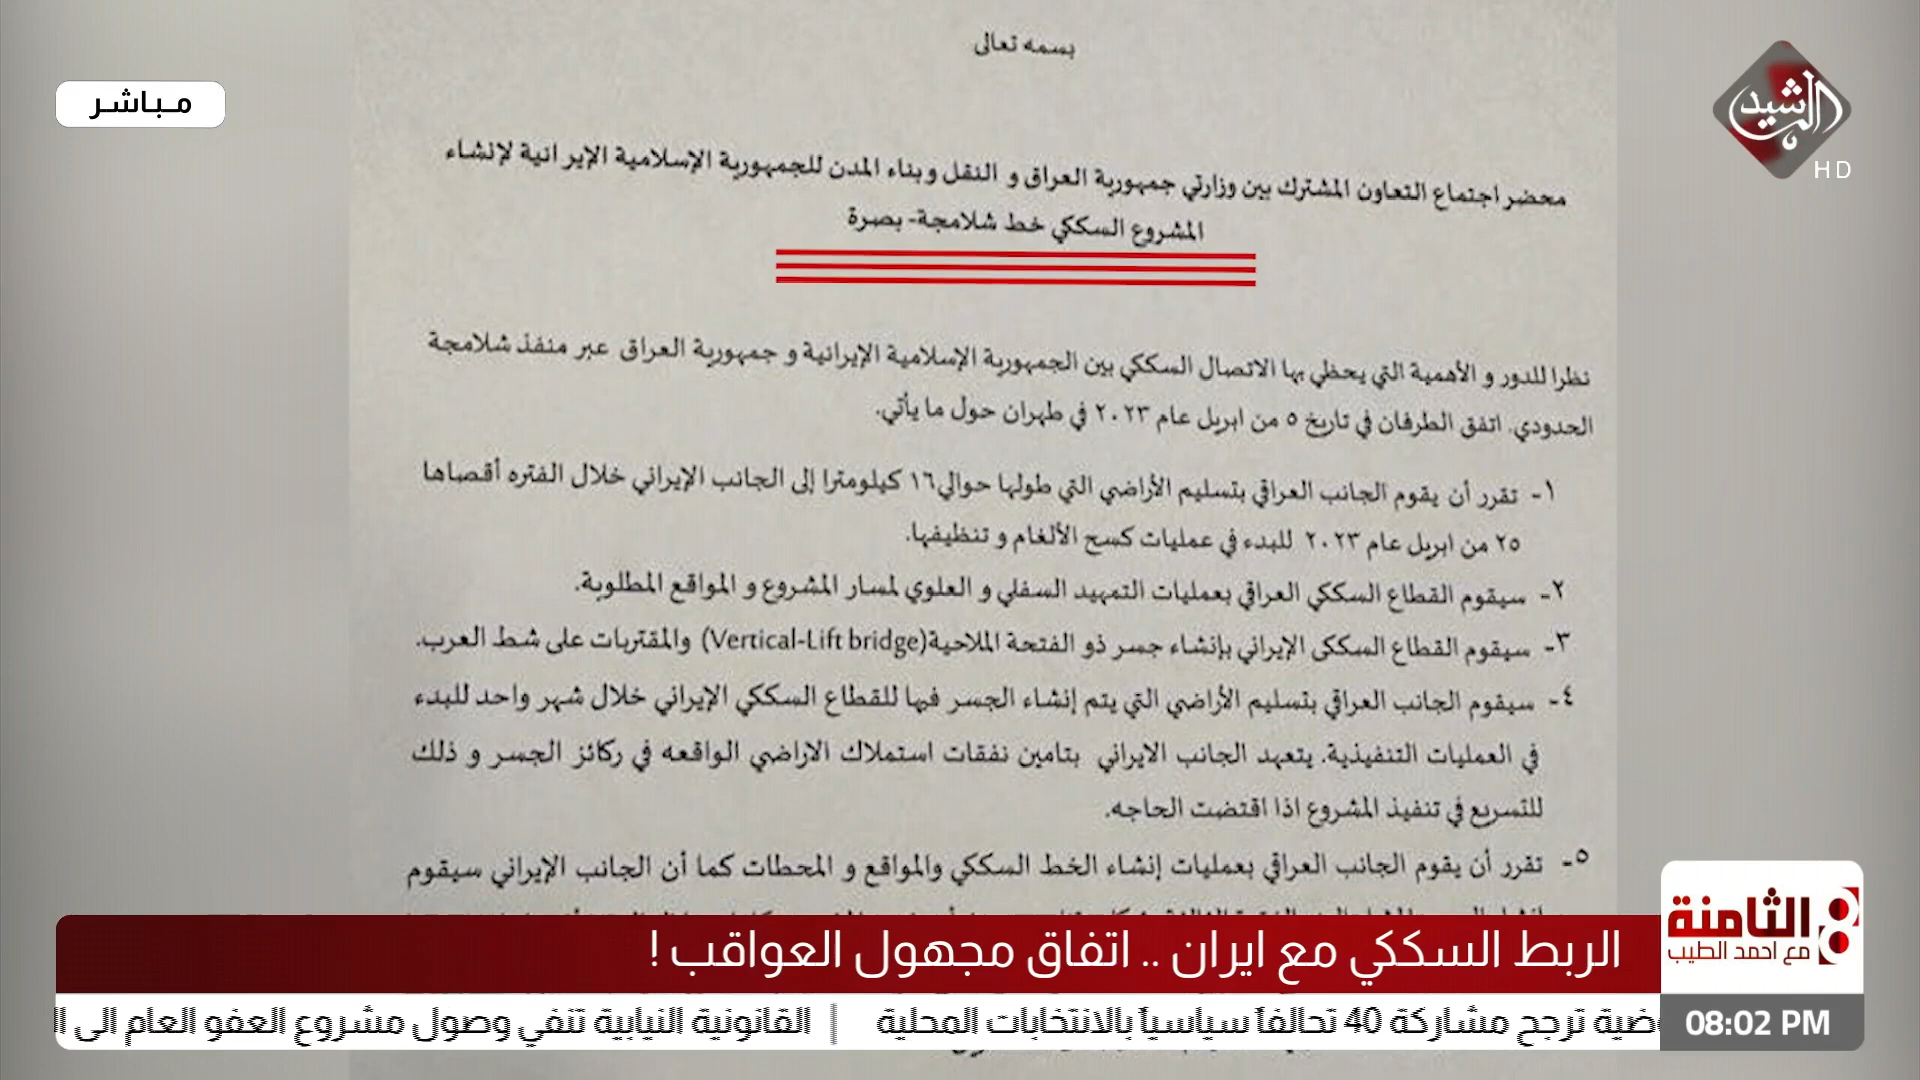 بسمه تعالى
مباشر
الرشيد
HD
محضر اجتماع التعاون المشترك بين وزارتي جمهورية العراق و النقل وبناء المدن للجمهورية الإسلامية الإيرانية لإنشاء
المشروع السككي خط شلامجة- بصرة
نظرا للدور و الأهمية التي يحظي بها الاتصال السككي بين الجمهورية الإسلامية الإيرانية و جمهورية العراق عبر منفذ شلامجة
الحدودي. اتفق الطرفان في تاريخ ٥ من ابريل عام ٢٠٢٣ في طهران حول ما يأتي.
١- تقرر أن يقوم الجانب العراقي بتسليم الأراضي التي طولها حوالي١٦ كيلومترا إلى الجانب الإيراني خلال الفتره أقصاها
٢٥ من ابريل عام ٢٠٢٣ للبدء في عمليات كسح الألغام و تنظيفها.
٢- سيقوم القطاع السككي العراقي بعمليات التمهيد السفلي و العلوي لمسار المشروع و المواقع المطلوبة.
٣- سيقوم القطاع السككى الإيراني بإنشاء جسر ذو الفتحة الملاحية(Vertical-Lift bridge) والمقتربات على شط العرب.
٤- سيقوم الجانب العراقي بتسليم الأراضي التي يتم إنشاء الجسر فيها للقطاع السككي الإيراني خلال شهر واحد للبدء
في العمليات التنفيذية. يتعهد الجانب الايراني بتامين نفقات استملاك الاراضي الواقعه في ركائز الجسر و ذلك
للتسريع في تنفيذ المشروع اذا اقتضت الحاجه.
٥- تقرر أن يقوم الجانب العراقي بعمليات إنشاء الخط السككي والمواقع و المحطات كما أن الجانب الإيراني سيقوم
الربط السككي مع ايران .. اتفاق مجهول العواقب !
الثامنة
مع احمد الطيب
ترجح مشاركة 40 تحالفاً سياسياً بالانتخابات المحلية | القانونية النيابية تنفي وصول مشروع العفو العام الى
08:02 PM